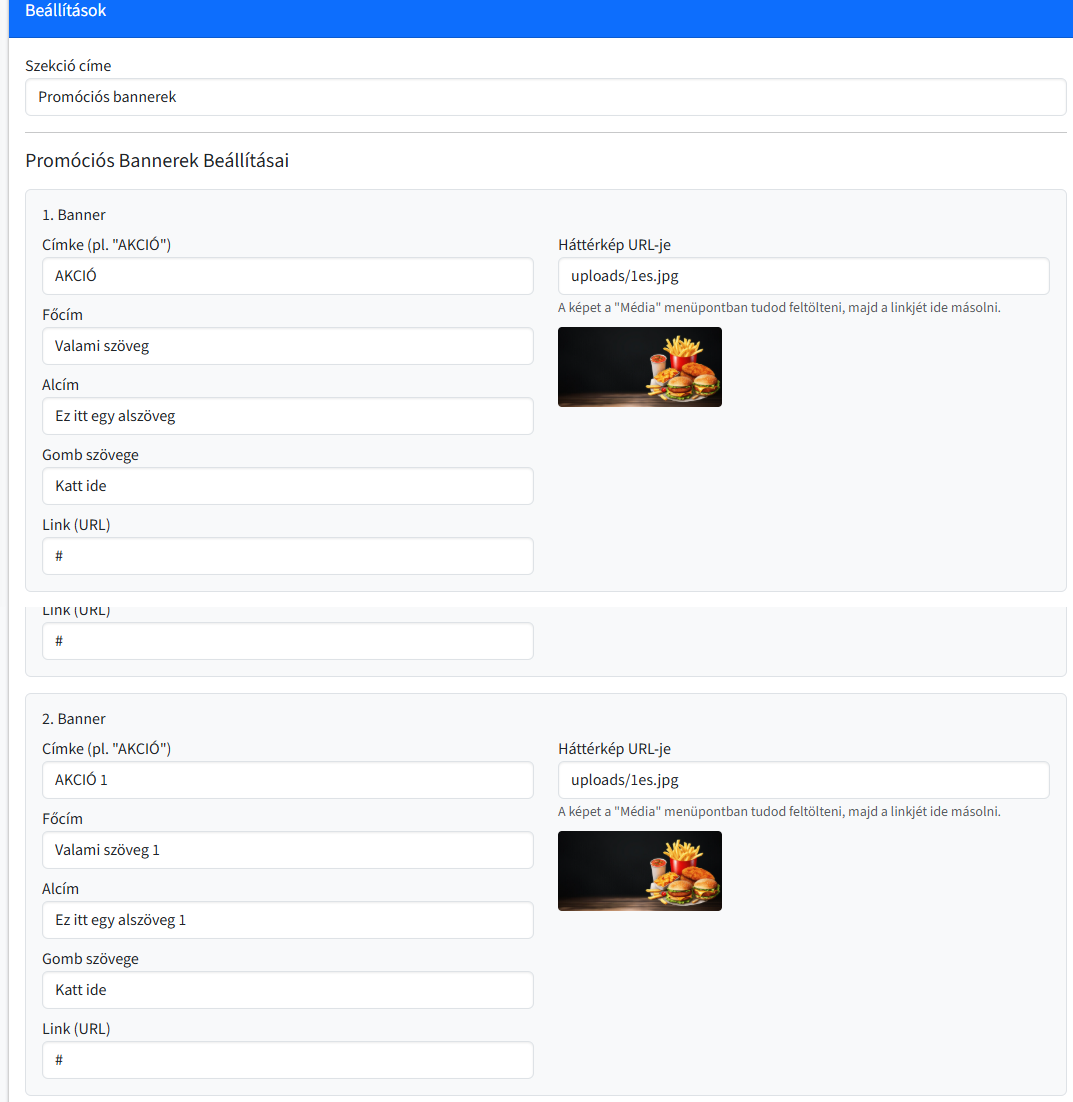 Beállítások
Szekció címe
Promóciós bannerek
Promóciós Bannerek Beállításai
1. Banner
Címke (pl. "AKCIÓ")
AKCIÓ
Főcím
Valami szöveg
Alcím
Ez itt egy alszöveg
Gomb szövege
Katt ide
Link (URL)
#
Háttérkép URL-je
uploads/1es.jpg
A képet a "Média" menüpontban tudod feltölteni, majd a linkjét ide másolni.
Link (URL)
#
2. Banner
Címke (pl. "AKCIÓ")
AKCIÓ 1
Főcím
Valami szöveg 1
Alcím
Ez itt egy alszöveg 1
Gomb szövege
Katt ide
Link (URL)
#
Háttérkép URL-je
uploads/1es.jpg
A képet a "Média" menüpontban tudod feltölteni, majd a linkjét ide másolni.